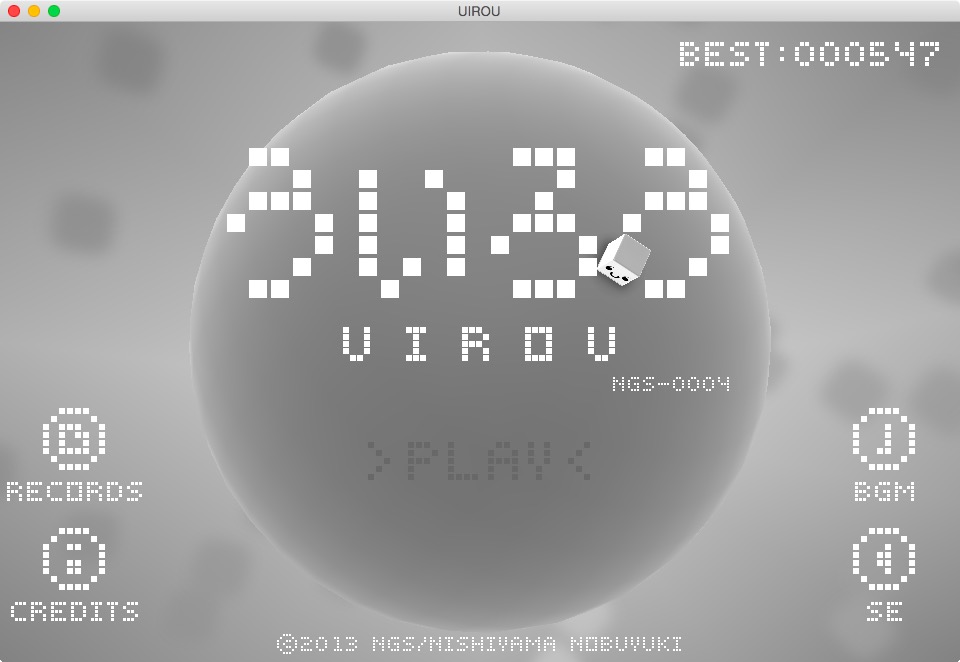 UIROU
BEST:000547
ういろう
UIROU
NGS-0004
>PLAY<
RECORDS
BGM
CREDITS
SE
©2013 NGS/NISHIYAMA NOBUYUKI